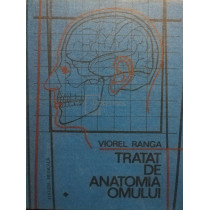 VIOREL RANGA
TRATAT
DE
ANATOMIA
OMULUI